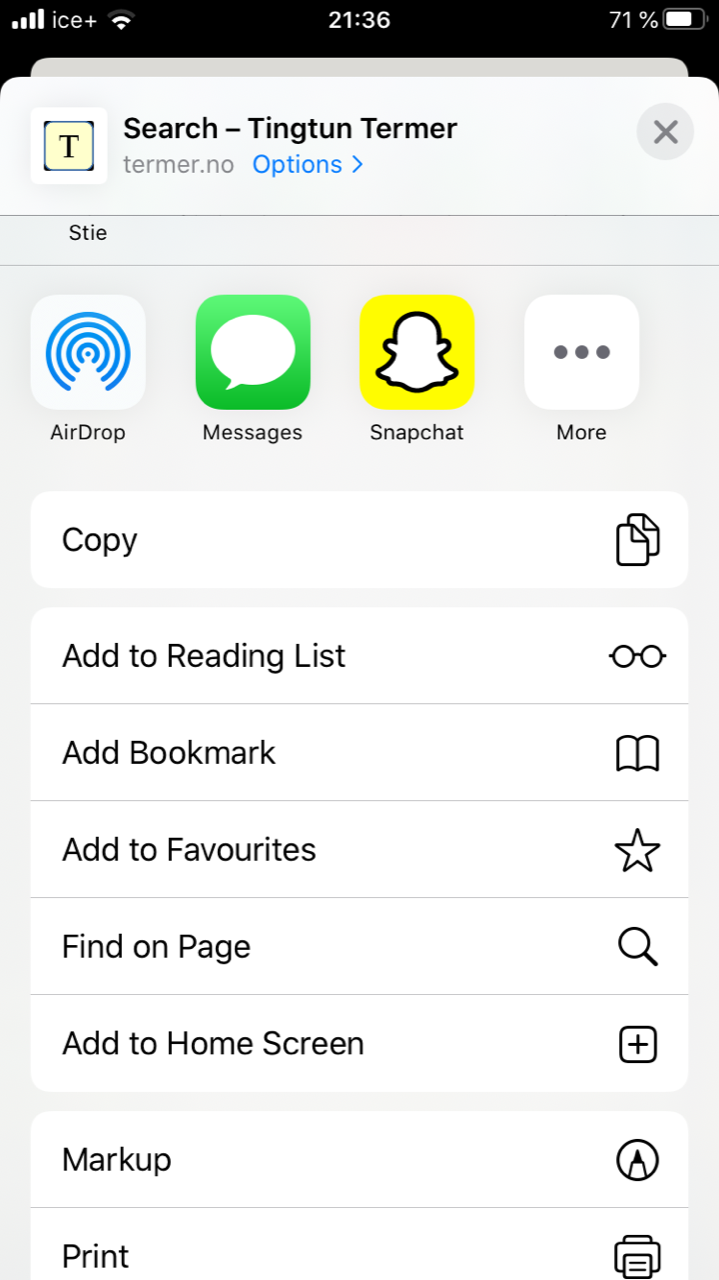 ice+ 21:36 71 %
T
Search – Tingtun Termer
termer.no Options >
Stie
AirDrop Messages Snapchat More
Copy
Add to Reading List
Add Bookmark
Add to Favourites
Find on Page
Add to Home Screen
Markup
Print